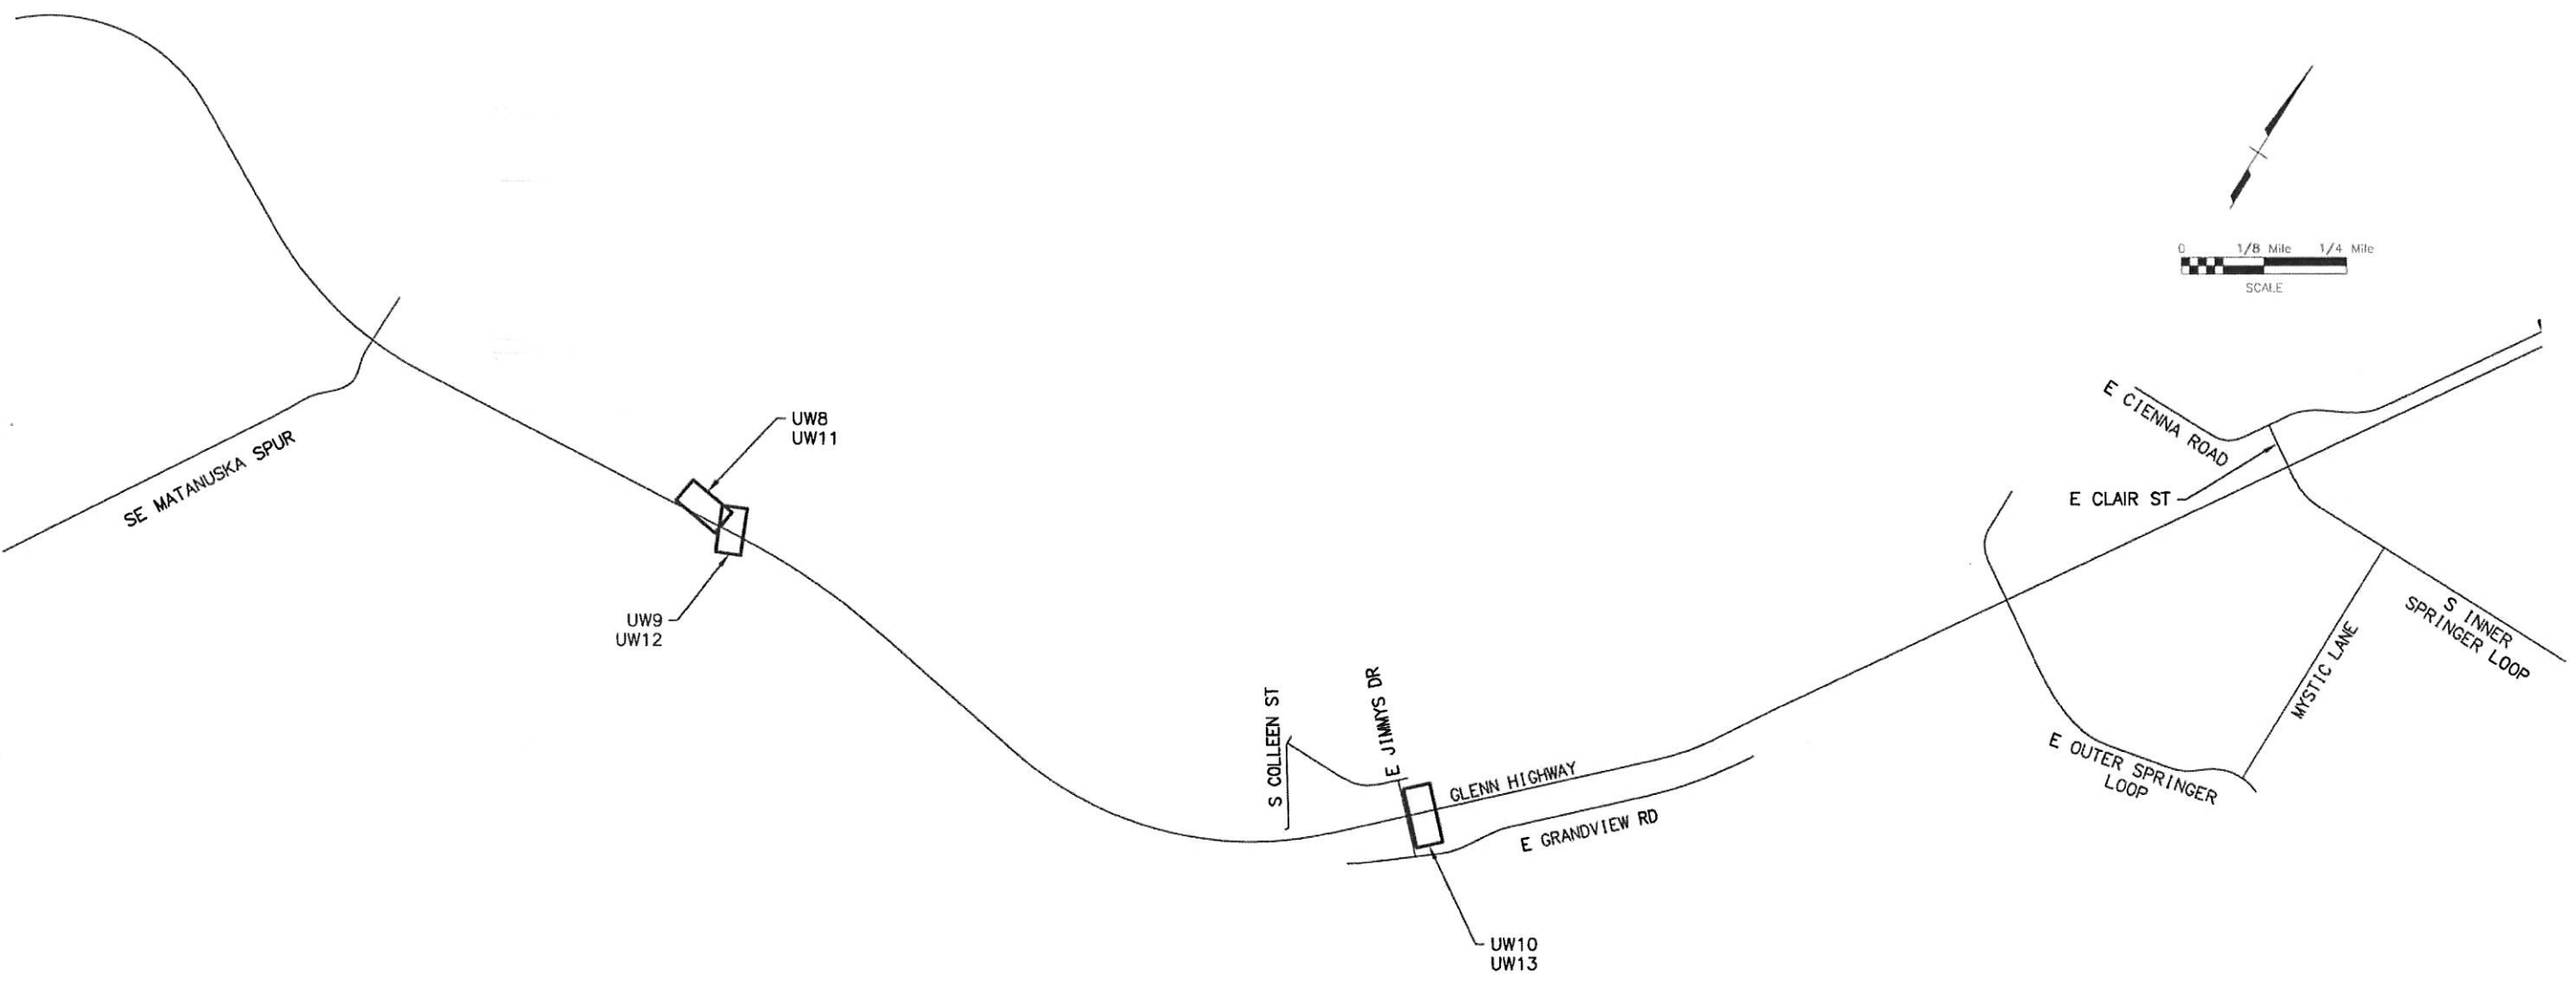 0 1/8 Mile 1/4 Mile
SCALE
E CIENNA ROAD
UW8
UW11
SE MATANUSKA SPUR
E CLAIR ST
UW9
UW12
S INNER
SPRINGER LOOP
MYSTIC LANE
S COLLEEN ST
E JIMMYS DR
GLENN HIGHWAY
E GRANDVIEW RD
E OUTER SPRINGER
LOOP
UW10
UW13